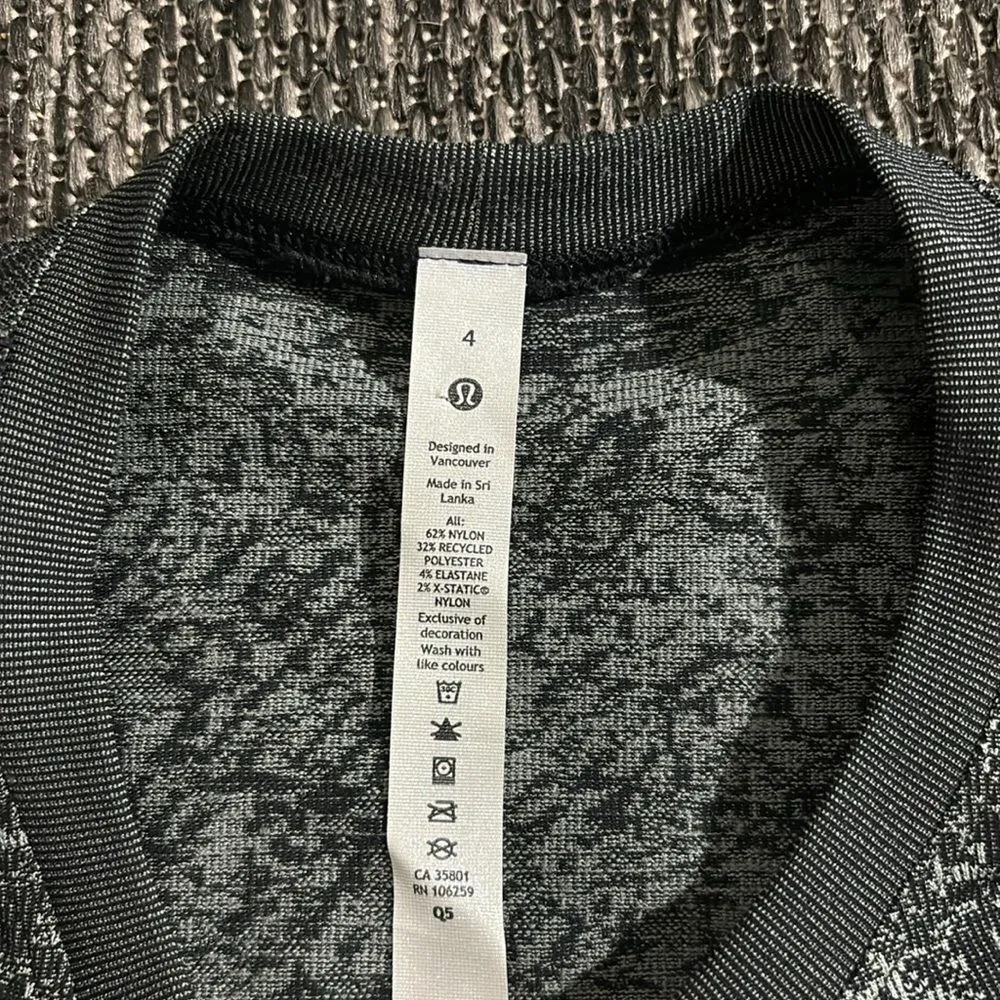 4
Designed in
Vancouver
Made in Sri
Lanka
All:
62% NYLON
32% RECYCLED
POLYESTER
4% ELASTANE
2% X-STATIC®
NYLON
Exclusive of
decoration
Wash with
like colours
30C
CA 35801
RN 106259
Q5